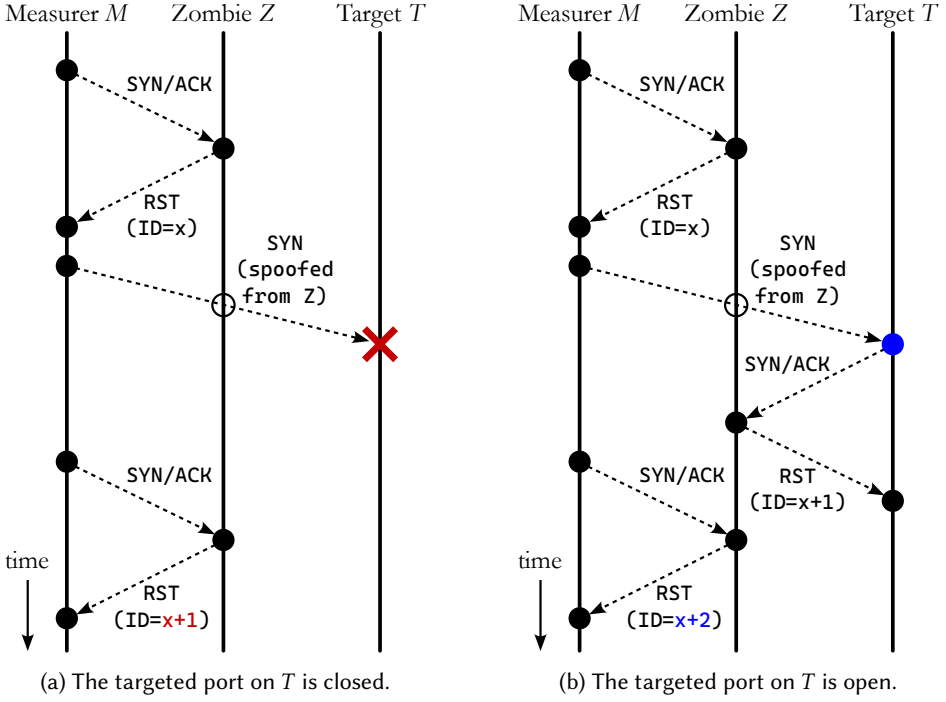 Measurer M
Zombie Z
Target T
SYN/ACK
RST
(ID=x)
SYN
(spoofed
from Z)
SYN/ACK
time
RST
(ID=x+1)
(a) The targeted port on T is closed.
Measurer M
Zombie Z
Target T
SYN/ACK
RST
(ID=x)
SYN
(spoofed
from Z)
SYN/ACK
SYN/ACK
RST
(ID=x+1)
time
RST
(ID=x+2)
(b) The targeted port on T is open.